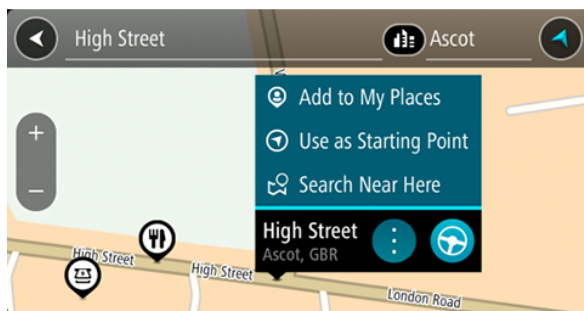 High Street
Ascot
Add to My Places
Use as Starting Point
Search Near Here
High Street
Ascot, GBR
High Street
High Street
London Road